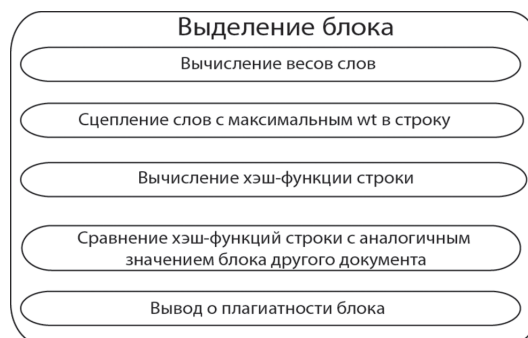 Выделение блока
Вычисление весов слов
Сцепление слов с максимальным wt в строку
Вычисление хэш-функции строки
Сравнение хэш-функций строки с аналогичным
значением блока другого документа
Вывод о плагиатности блока